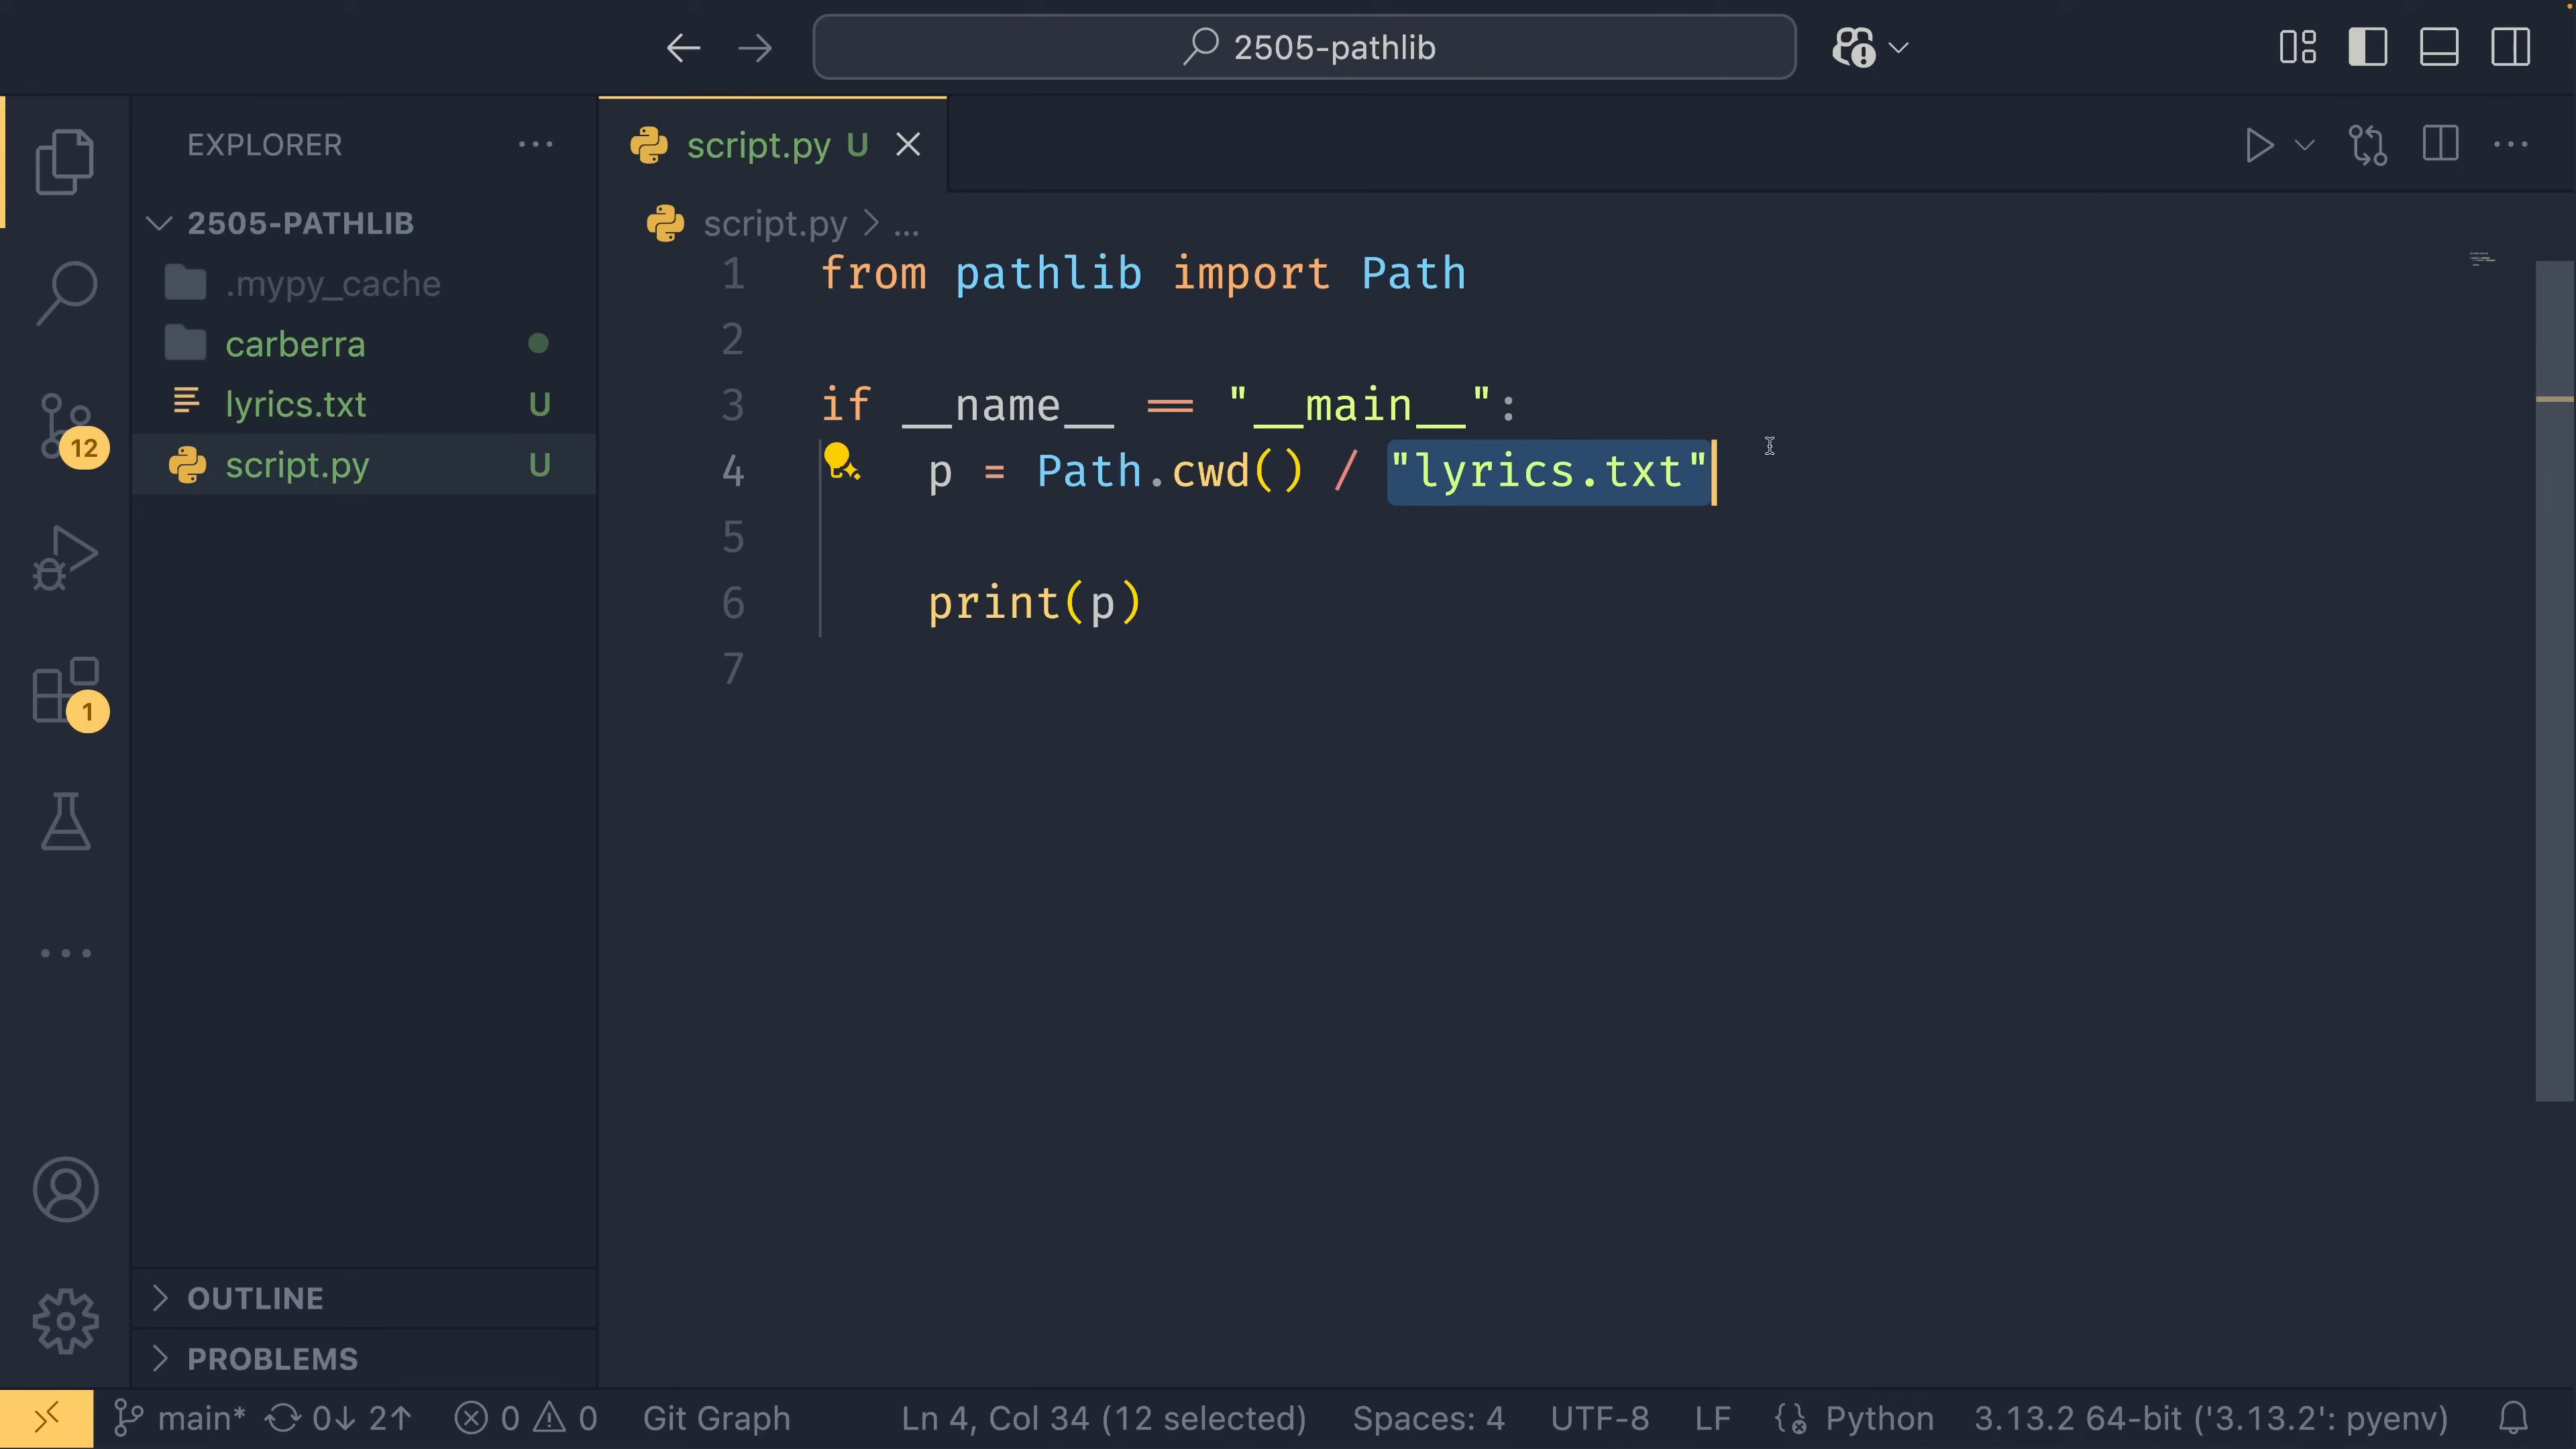 2505-pathlib
EXPLORER
2505-PATHLIB
.mypy_cache
carberra
lyrics.txt U
script.py U
OUTLINE
PROBLEMS
12
1
script.py U
script.py > ...
1 from pathlib import Path
2
3 if __name__ == "__main__":
4 p = Path.cwd() / "lyrics.txt"
5
6 print(p)
7
main* 0↓ 2↑ 0 0 Git Graph Ln 4, Col 34 (12 selected) Spaces: 4 UTF-8 LF Python 3.13.2 64-bit ('3.13.2': pyenv)